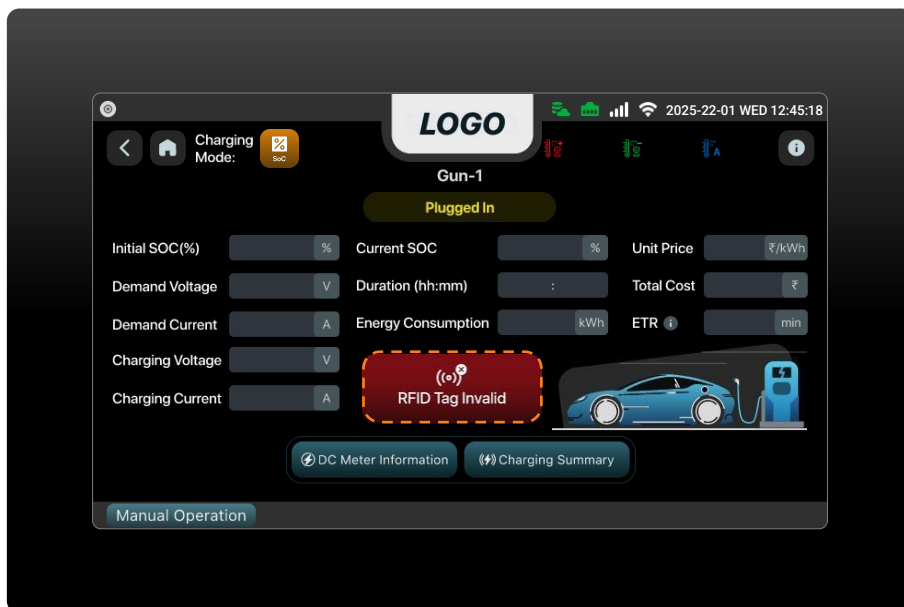 LOGO
2025-22-01 WED 12:45:18
Charging
Mode:
SoC
Gun-1
Plugged In
Initial SOC(%) %
Current SOC %
Unit Price ₹/kWh
Demand Voltage V
Duration (hh:mm) :
Total Cost ₹
Demand Current A
Energy Consumption kWh
ETR i min
Charging Voltage V
Charging Current A
RFID Tag Invalid
DC Meter Information
Charging Summary
Manual Operation